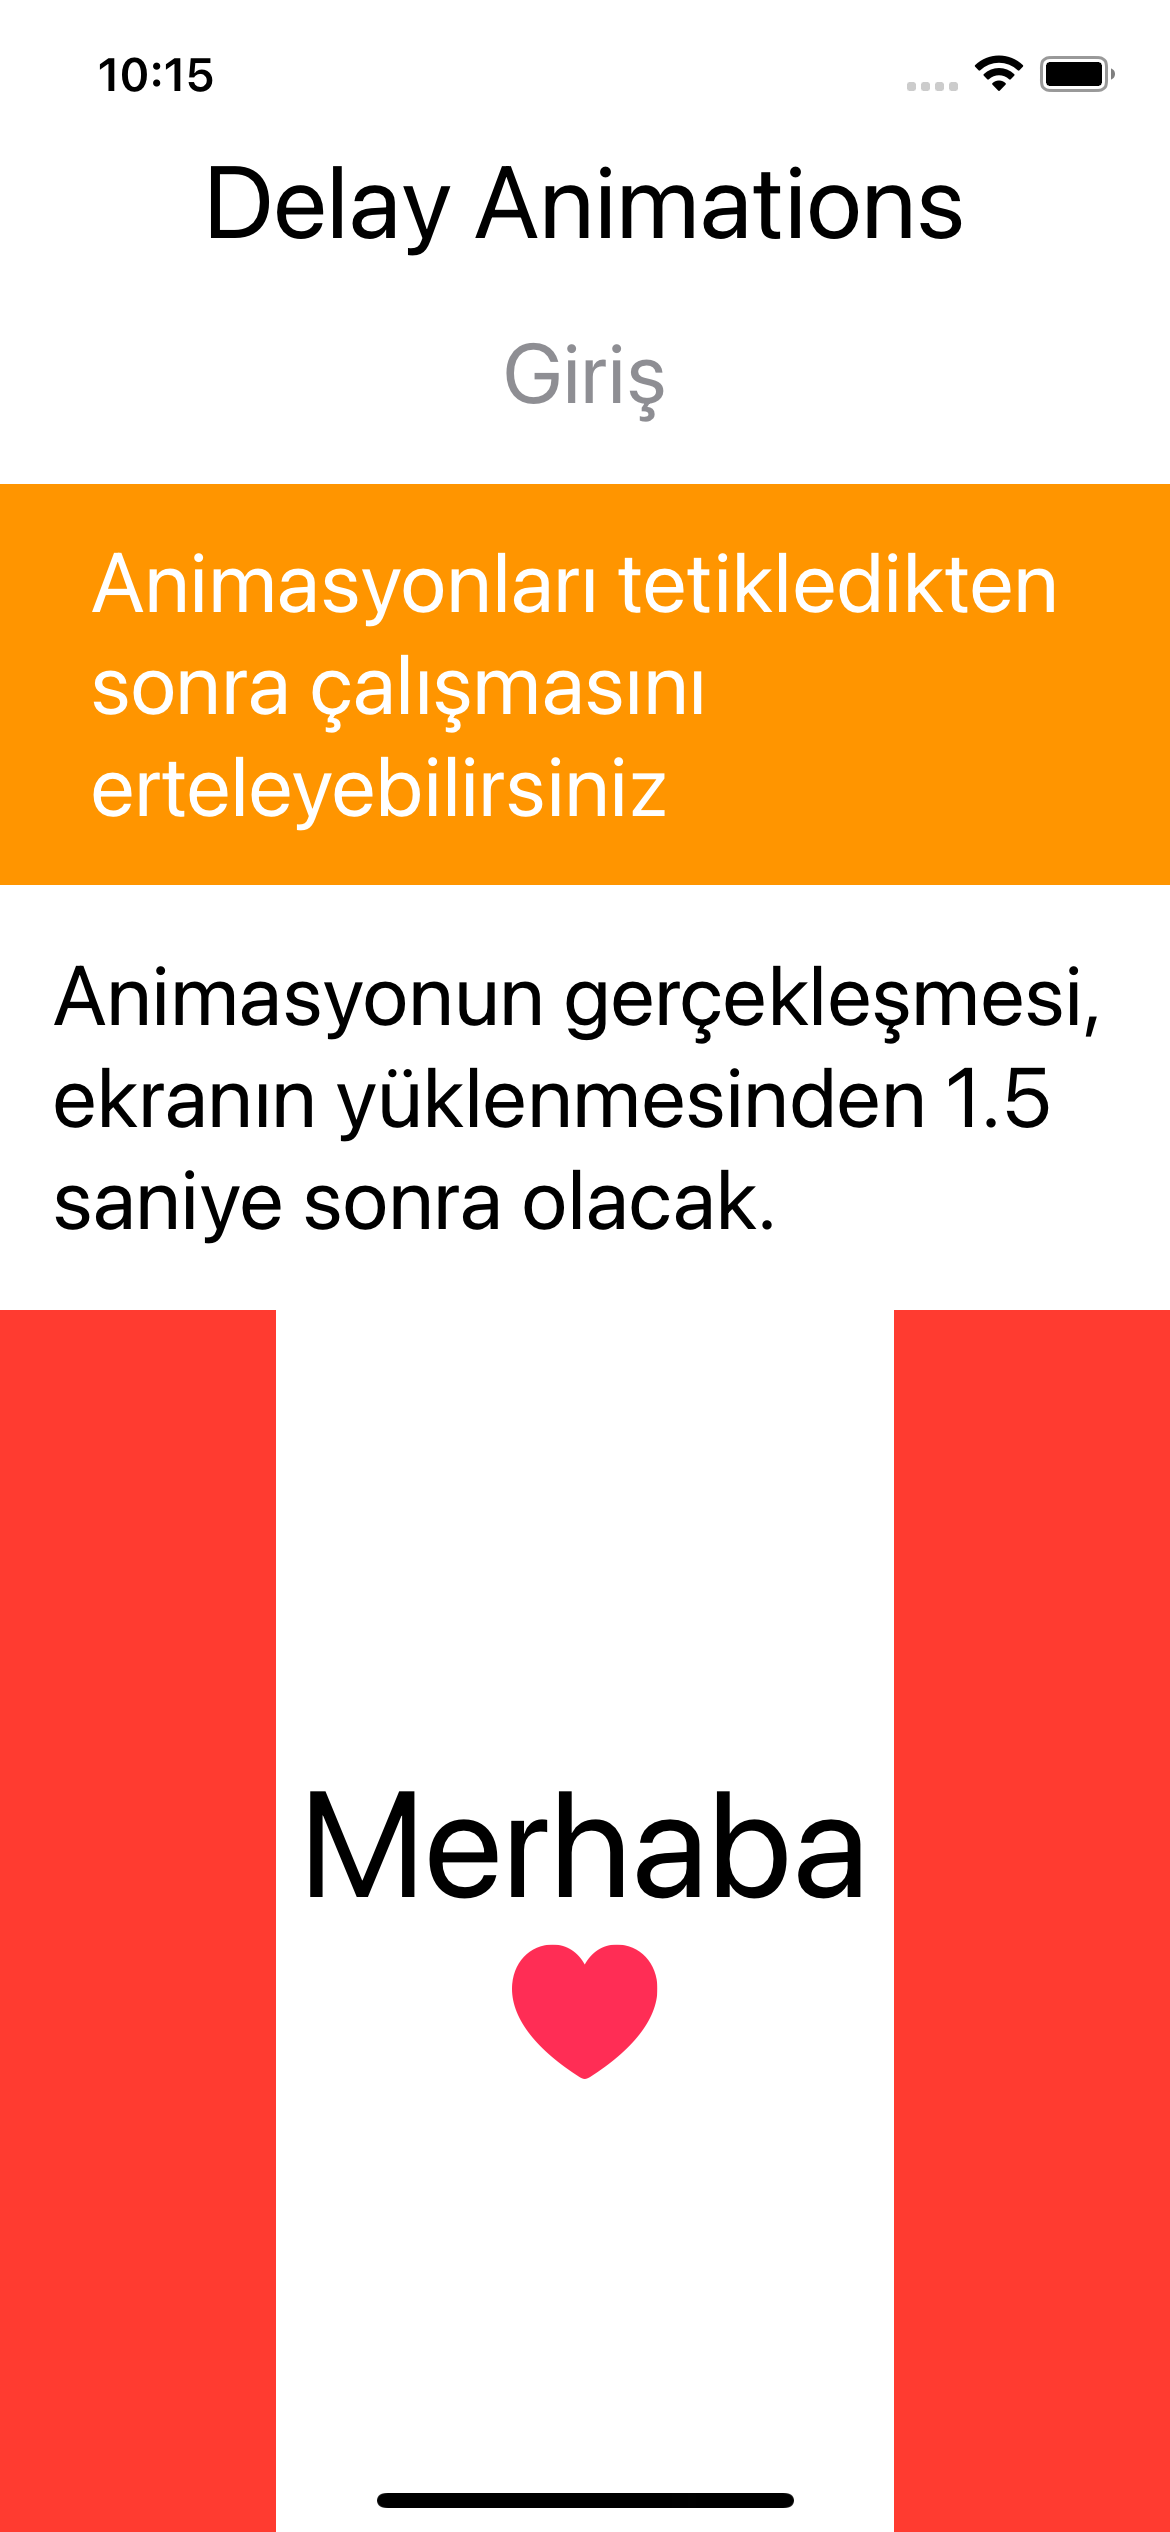 10:15
Delay Animations
Giriş
Animasyonları tetikledikten
sonra çalışmasını
erteleyebilirsiniz
Animasyonun gerçekleşmesi,
ekranın yüklenmesinden 1.5
saniye sonra olacak.
Merhaba